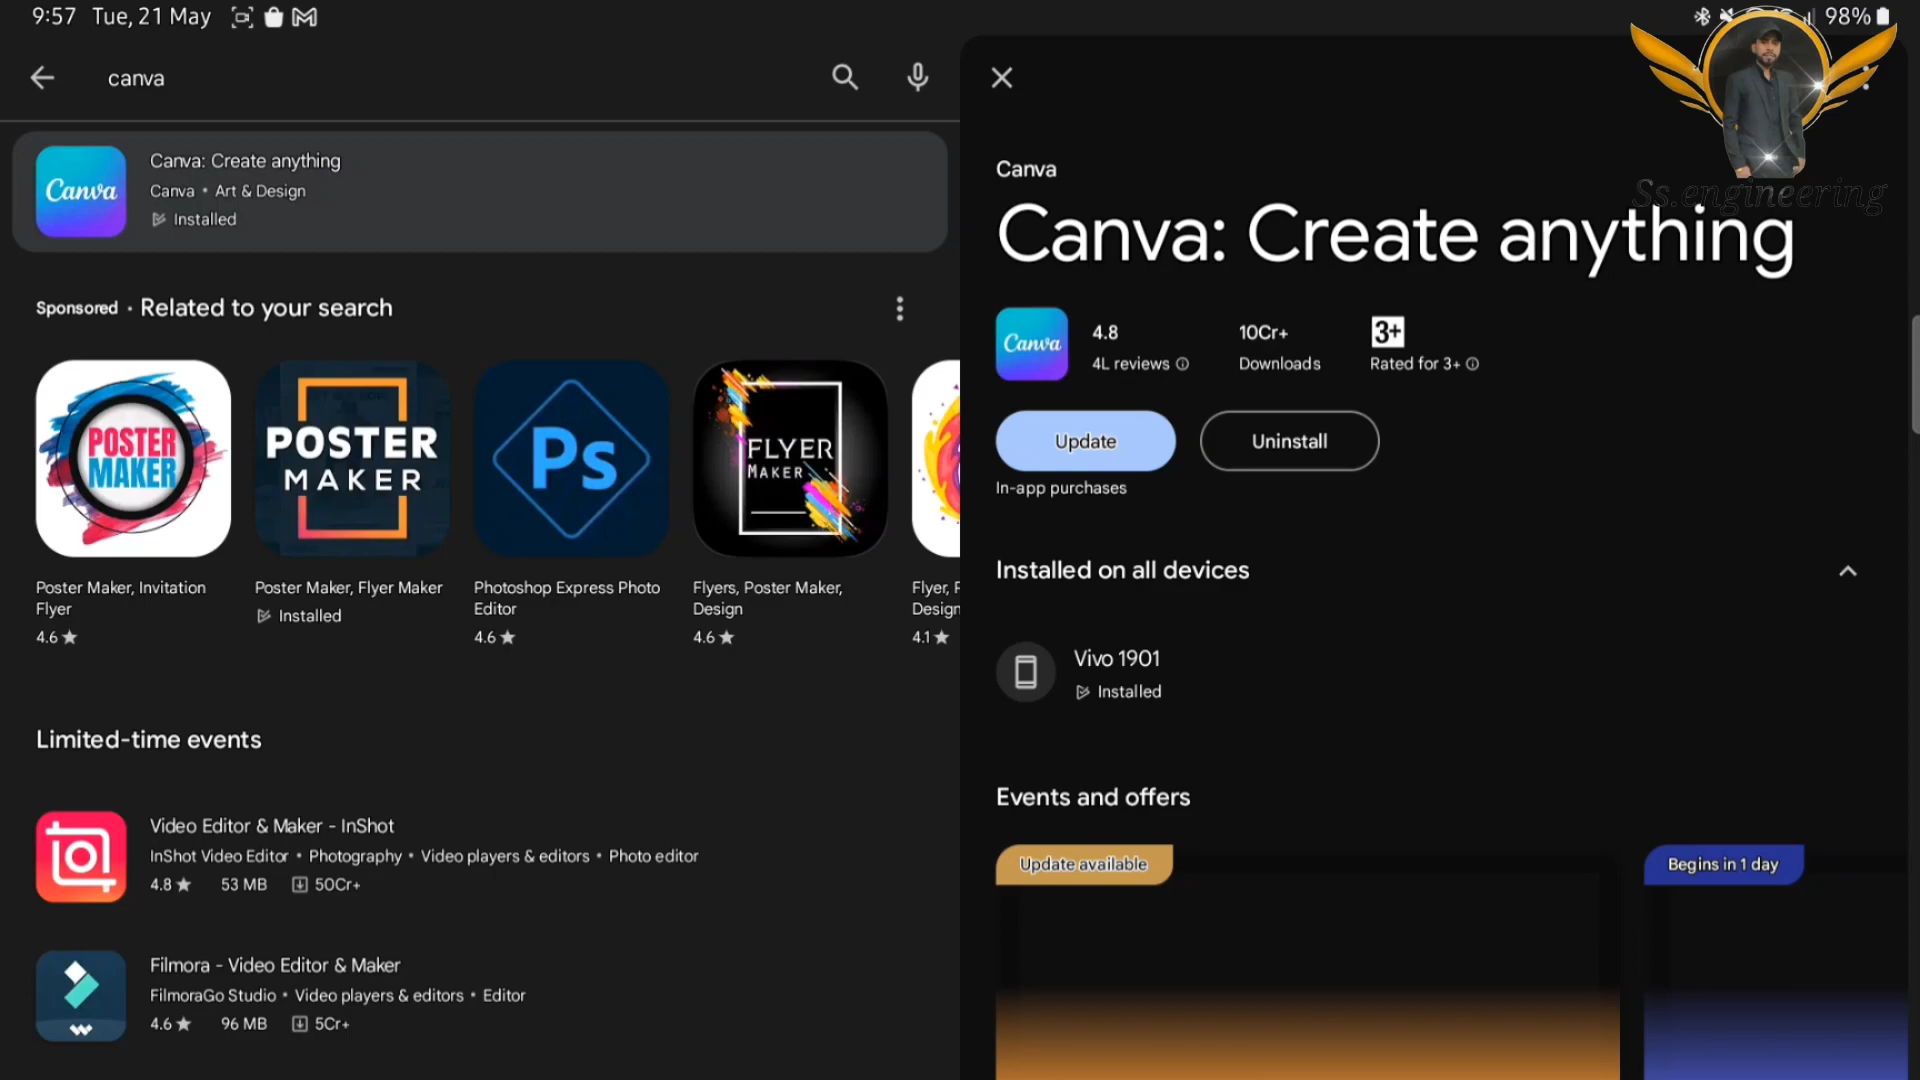 9:57 Tue, 21 May
98%
canva
Canva
Canva: Create anything
Canva • Art & Design
Installed
Sponsored · Related to your search
POSTER
MAKER
POSTER
MAKER
Ps
FLYER
MAKER
Poster Maker, Invitation
Flyer
4.6 ★
Poster Maker, Flyer Maker
Installed
Photoshop Express Photo
Editor
4.6 ★
Flyers, Poster Maker,
Design
4.6 ★
Flyer, P
Design
4.1 ★
Limited-time events
Video Editor & Maker - InShot
InShot Video Editor • Photography • Video players & editors • Photo editor
4.8 ★ 53 MB 50Cr+
Filmora - Video Editor & Maker
FilmoraGo Studio • Video players & editors • Editor
4.6 ★ 96 MB 5Cr+
Ss.engineering
Canva
Canva: Create anything
Canva
4.8
4L reviews
10Cr+
Downloads
3+
Rated for 3+
Update
Uninstall
In-app purchases
Installed on all devices
Vivo 1901
Installed
Events and offers
Update available
Begins in 1 day